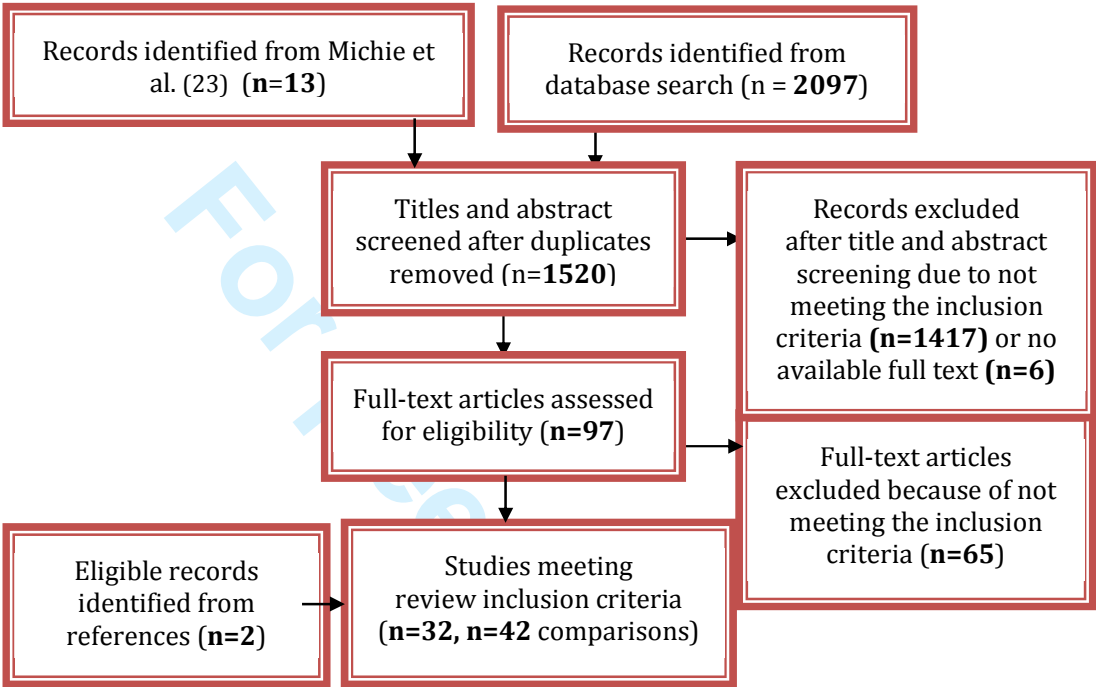 Records identified from Michie
et al. (23) (n=13)
Records identified from
database search (n = 2097)
Titles and abstract
screened after duplicates
removed (n=1520)
Records excluded
after title and abstract
screening due to not
meeting the inclusion
criteria (n=1417) or no
available full text (n=6)
Full-text articles assessed
for eligibility (n=97)
Full-text articles
excluded because of not
meeting the inclusion
criteria (n=65)
Eligible records
identified from
references (n=2)
Studies meeting
review inclusion criteria
(n=32, n=42 comparisons)
For